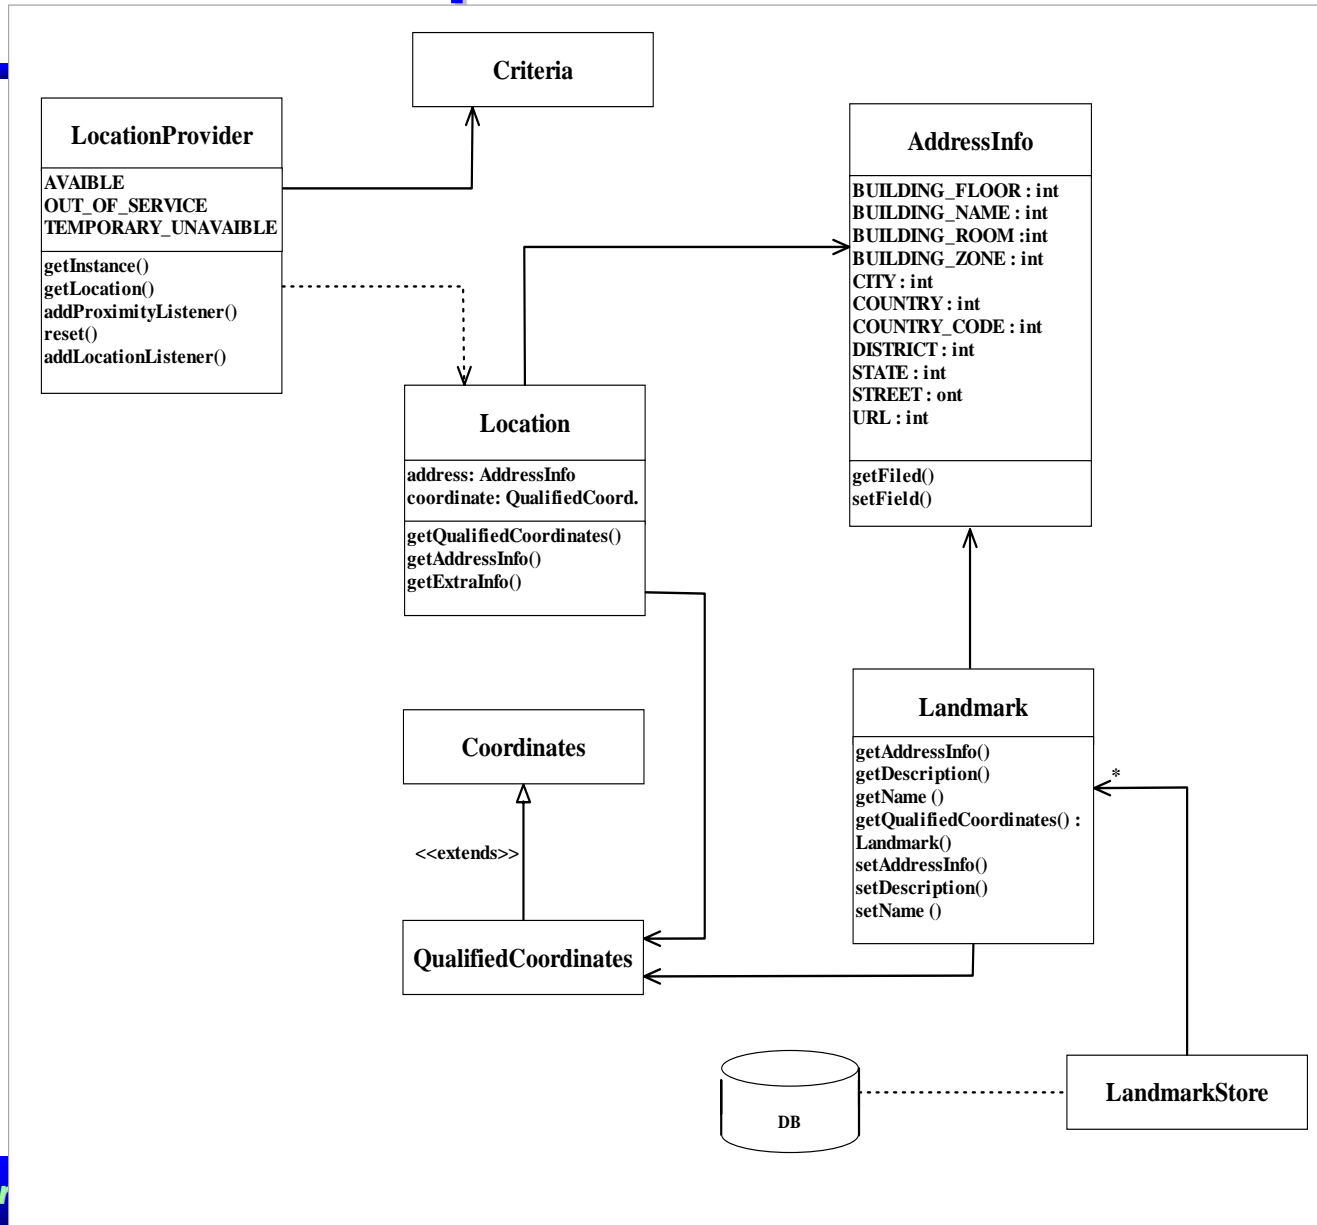 Criteria
LocationProvider
AVAIBLE
OUT_OF_SERVICE
TEMPORARY_UNAVAIBLE
getInstance()
getLocation()
addProximityListener()
reset()
addLocationListener()
AddressInfo
BUILDING_FLOOR : int
BUILDING_NAME : int
BUILDING_ROOM :int
BUILDING_ZONE : int
CITY : int
COUNTRY : int
COUNTRY_CODE : int
DISTRICT : int
STATE : int
STREET : ont
URL : int
getFiled()
setField()
Location
address: AddressInfo
coordinate: QualifiedCoord.
getQualifiedCoordinates()
getAddressInfo()
getExtraInfo()
Coordinates
<<extends>>
QualifiedCoordinates
Landmark
getAddressInfo()
getDescription()
getName ()
getQualifiedCoordinates() :
Landmark()
setAddressInfo()
setDescription()
setName ()
*
DB
LandmarkStore